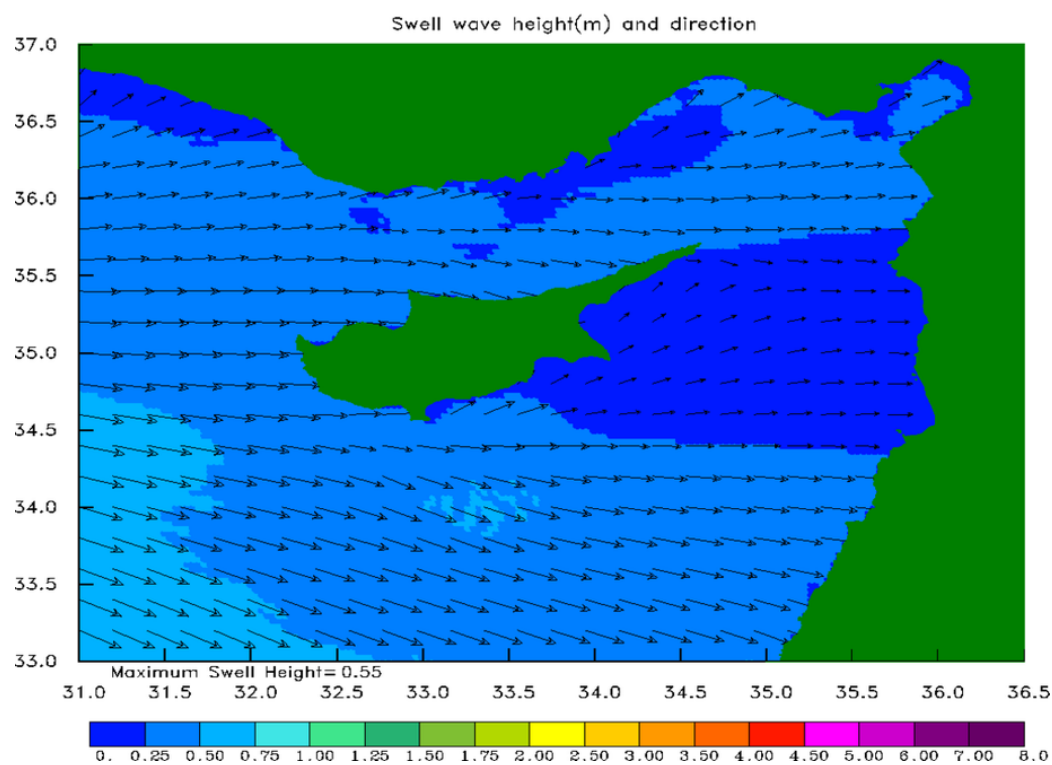 Swell wave height(m) and direction
37.0
36.5
36.0
35.5
35.0
34.5
34.0
33.5
33.0
Maximum Swell Height= 0.55
31.0 31.5 32.0 32.5 33.0 33.5 34.0 34.5 35.0 35.5 36.0 36.5
0. 0.25 0.50 0.75 1.00 1.25 1.50 1.75 2.00 2.50 3.00 3.50 4.00 4.50 5.00 6.00 7.00 8.0